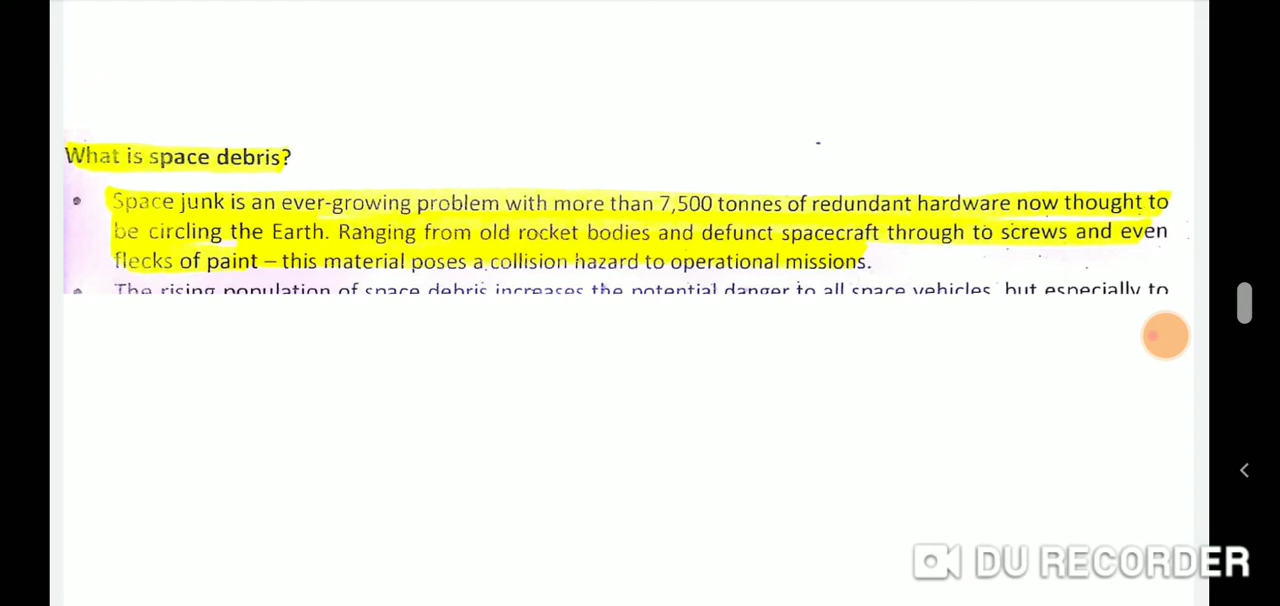 What is space debris?
• Space junk is an ever-growing problem with more than 7,500 tonnes of redundant hardware now thought to
be circling the Earth. Ranging from old rocket bodies and defunct spacecraft through to screws and even
flecks of paint – this material poses a collision hazard to operational missions.
• The rising population of space debris increases the potential danger to all space vehicles, but especially to
DU RECORDER